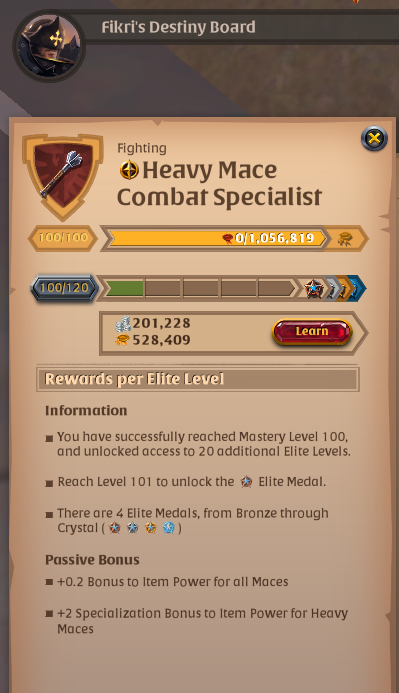 Fikri's Destiny Board
Fighting
Heavy Mace
Combat Specialist
100/100
0/1,056,819
100/120
201,228
528,409
Learn
Rewards per Elite Level
Information
You have successfully reached Mastery Level 100,
and unlocked access to 20 additional Elite Levels.
Reach Level 101 to unlock the Elite Medal.
There are 4 Elite Medals, from Bronze through
Crystal ( )
Passive Bonus
+0.2 Bonus to Item Power for all Maces
+2 Specialization Bonus to Item Power for Heavy
Maces